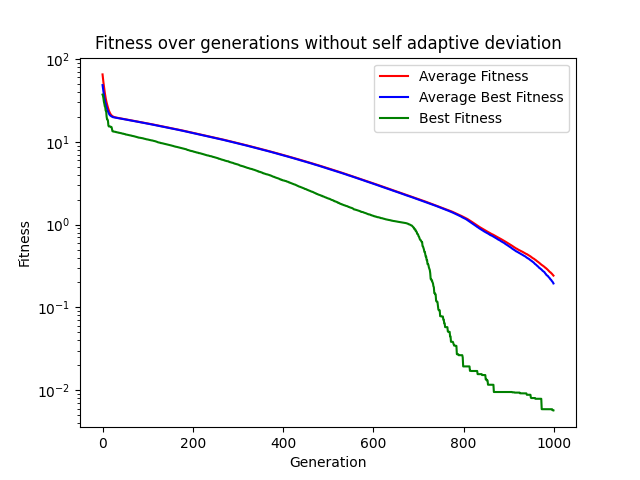 Fitness over generations without self adaptive deviation
Average Fitness
Average Best Fitness
Best Fitness
Fitness
10²
10¹
10⁰
10⁻¹
10⁻²
0 200 400 600 800 1000
Generation